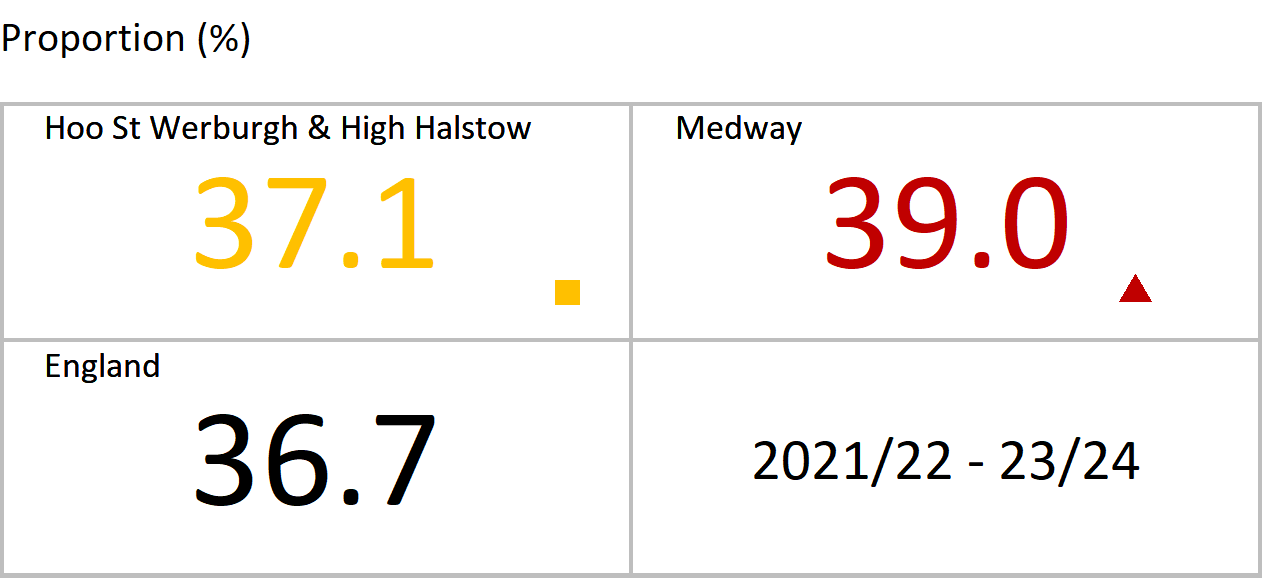 Proportion (%)
Hoo St Werburgh & High Halstow
37.1
Medway
39.0
England
36.7
2021/22 - 23/24